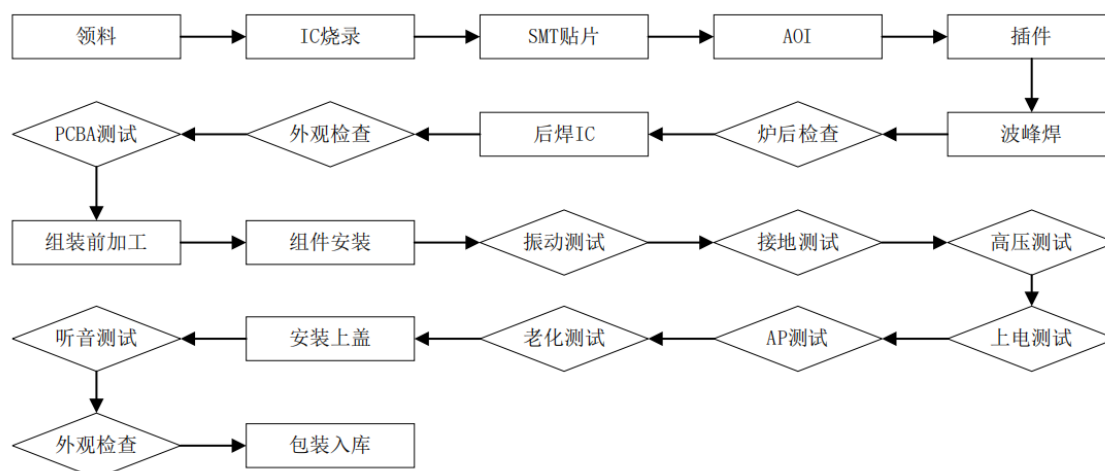 领料
IC烧录
SMT贴片
AOI
插件
PCBA测试
外观检查
后焊IC
炉后检查
波峰焊
组装前加工
组件安装
振动测试
接地测试
高压测试
听音测试
安装上盖
老化测试
AP测试
上电测试
外观检查
包装入库